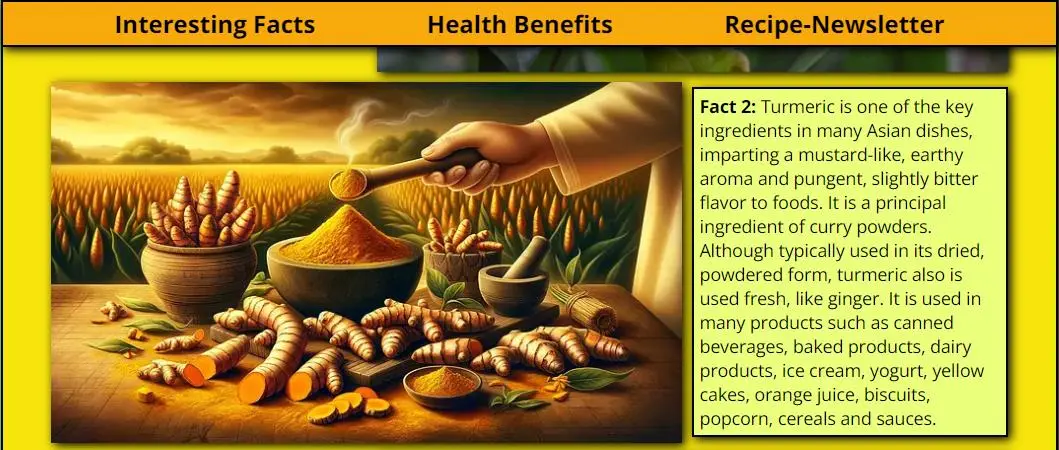 Interesting Facts Health Benefits Recipe-Newsletter
Fact 2: Turmeric is one of the key
ingredients in many Asian dishes,
imparting a mustard-like, earthy
aroma and pungent, slightly bitter
flavor to foods. It is a principal
ingredient of curry powders.
Although typically used in its dried,
powdered form, turmeric also is
used fresh, like ginger. It is used in
many products such as canned
beverages, baked products, dairy
products, ice cream, yogurt, yellow
cakes, orange juice, biscuits,
popcorn, cereals and sauces.